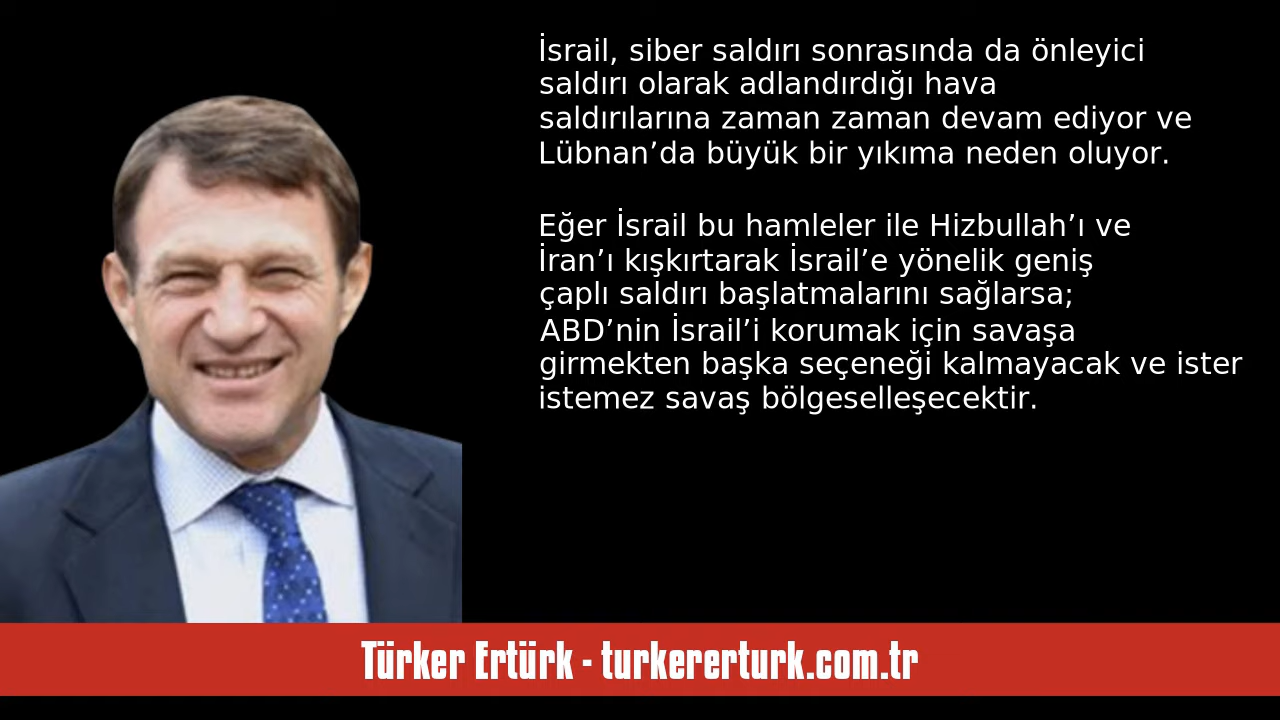 İsrail, siber saldırı sonrasında da önleyici
saldırı olarak adlandırdığı hava
saldırılarına zaman zaman devam ediyor ve
Lübnan’da büyük bir yıkıma neden oluyor.
Eğer İsrail bu hamleler ile Hizbullah’ı ve
İran’ı kışkırtarak İsrail’e yönelik geniş
çaplı saldırı başlatmalarını sağlarsa;
ABD’nin İsrail’i korumak için savaşa
girmekten başka seçeneği kalmayacak ve ister
istemez savaş bölgeselleşecektir.
Türker Ertürk - turkererturk.com.tr